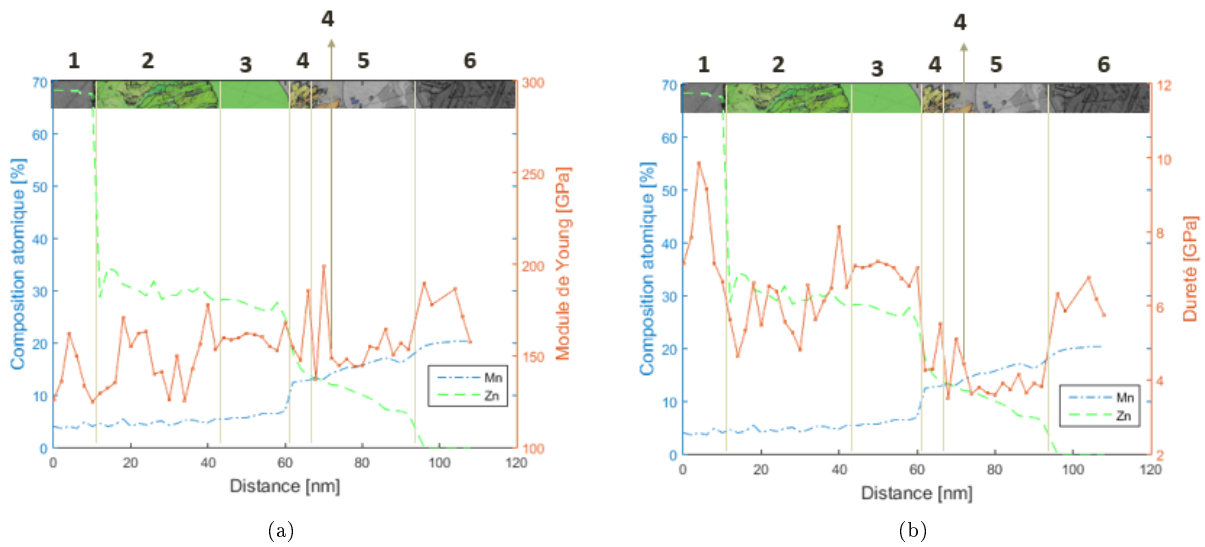 4
1 2 3 4 5 6
70
60
50
40
30
20
10
0
Composition atomique [%]
300
250
200
150
100
Module de Young [GPa]
Mn
Zn
0 20 40 60 80 100 120
Distance [nm]
(a)
4
1 2 3 4 5 6
70
60
50
40
30
20
10
0
Composition atomique [%]
12
10
8
6
4
2
Dureté [GPa]
Mn
Zn
0 20 40 60 80 100 120
Distance [nm]
(b)